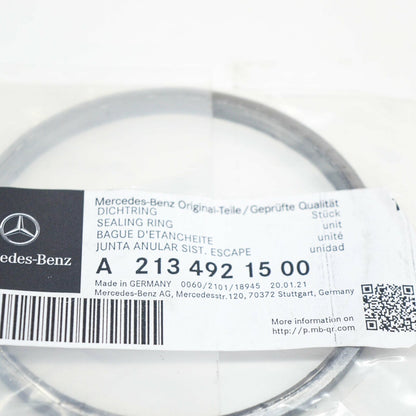 Mercedes-Benz Original-Teile/Geprüfte Qualität
DICHTRING Stück
SEALING RING unit
BAGUE D'ETANCHEITE unité
JUNTA ANULAR SIST. ESCAPE unidad
cedes-Benz
A 213 492 15 00
Made in GERMANY 0060/2101/18945 20.01.21
Mercedes-Benz AG, Mercedesstr.120, 70372 Stuttgart, Germany
More information on
http://p.mb-qr.com